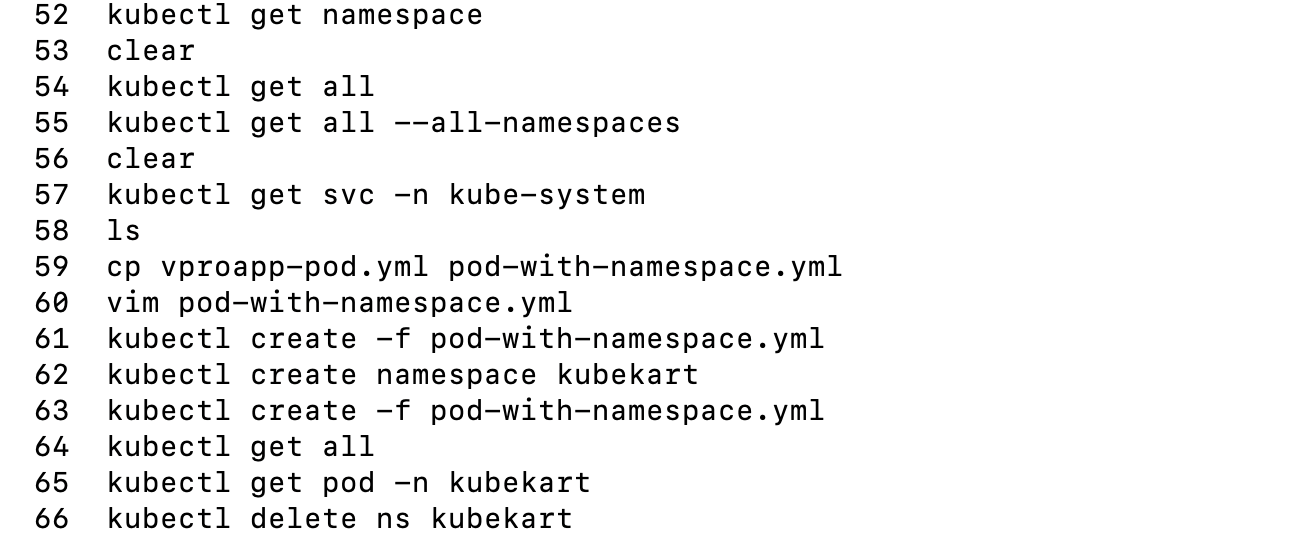 52 kubectl get namespace
53 clear
54 kubectl get all
55 kubectl get all --all-namespaces
56 clear
57 kubectl get svc -n kube-system
58 ls
59 cp vproapp-pod.yml pod-with-namespace.yml
60 vim pod-with-namespace.yml
61 kubectl create -f pod-with-namespace.yml
62 kubectl create namespace kubekart
63 kubectl create -f pod-with-namespace.yml
64 kubectl get all
65 kubectl get pod -n kubekart
66 kubectl delete ns kubekart